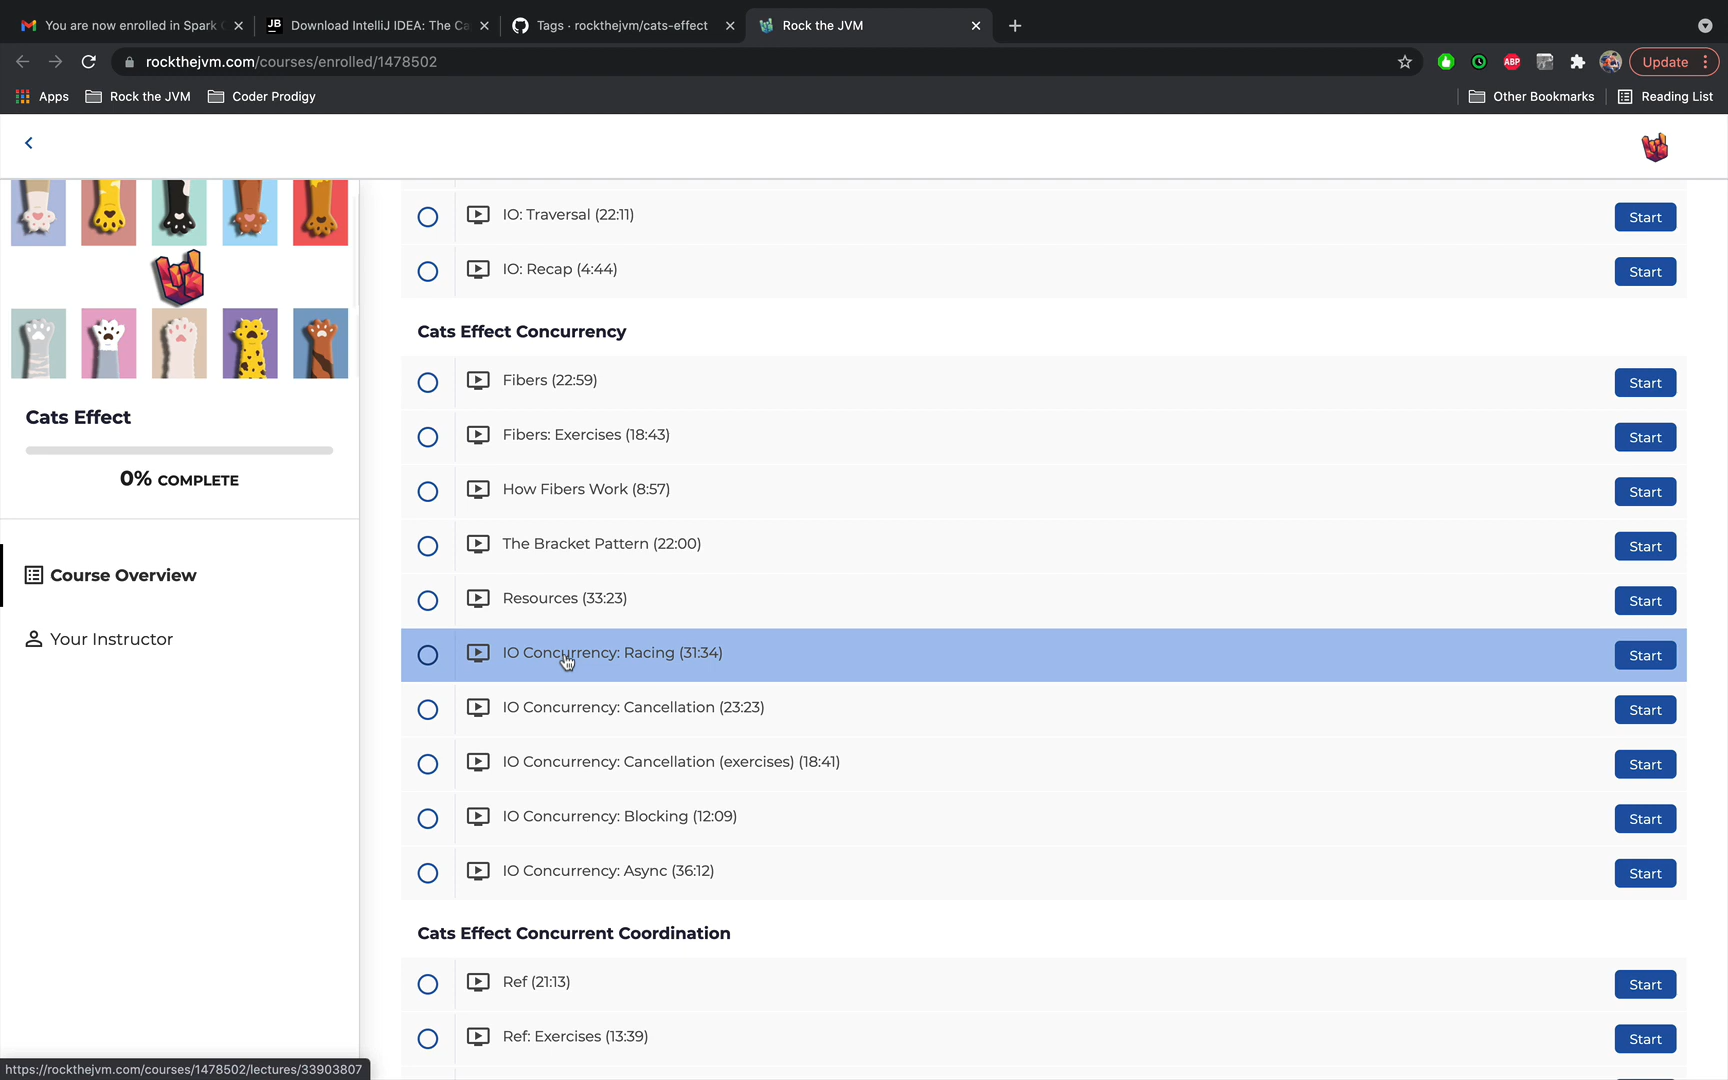 You are now enrolled in Spark
JB Download IntelliJ IDEA: The Ca
Tags · rockthejvm/cats-effect
Rock the JVM
rockthejvm.com/courses/enrolled/1478502
ABP
Update
Apps
Rock the JVM
Coder Prodigy
Other Bookmarks
Reading List
Cats Effect
0% COMPLETE
Course Overview
Your Instructor
IO: Traversal (22:11) Start
IO: Recap (4:44) Start
Cats Effect Concurrency
Fibers (22:59) Start
Fibers: Exercises (18:43) Start
How Fibers Work (8:57) Start
The Bracket Pattern (22:00) Start
Resources (33:23) Start
IO Concurrency: Racing (31:34) Start
IO Concurrency: Cancellation (23:23) Start
IO Concurrency: Cancellation (exercises) (18:41) Start
IO Concurrency: Blocking (12:09) Start
IO Concurrency: Async (36:12) Start
Cats Effect Concurrent Coordination
Ref (21:13) Start
Ref: Exercises (13:39) Start
https://rockthejvm.com/courses/1478502/lectures/33903807